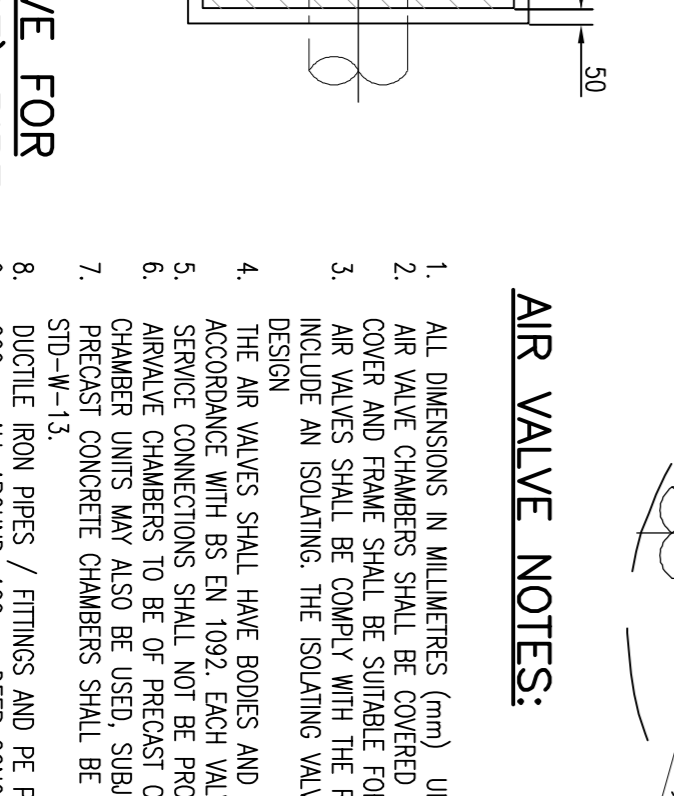 VE FOR
50
AIR VALVE NOTES:
1. ALL DIMENSIONS IN MILLIMETRES (mm)
2. AIR VALVE CHAMBERS SHALL BE COVERED
COVER AND FRAME SHALL BE SUITABLE FOR
3. AIR VALVES SHALL BE COMPLY WITH THE
INCLUDE AN ISOLATING. THE ISOLATING VALV
DESIGN
4. THE AIR VALVES SHALL HAVE BODIES AND
ACCORDANCE WITH BS EN 1092. EACH VAL
5. SERVICE CONNECTIONS SHALL NOT BE PRO
6. AIRVALVE CHAMBERS TO BE OF PRECAST C
CHAMBER UNITS MAY ALSO BE USED, SUBJ
7. PRECAST CONCRETE CHAMBERS SHALL BE
STD-W-13.
8. DUCTILE IRON PIPES / FITTINGS AND PE